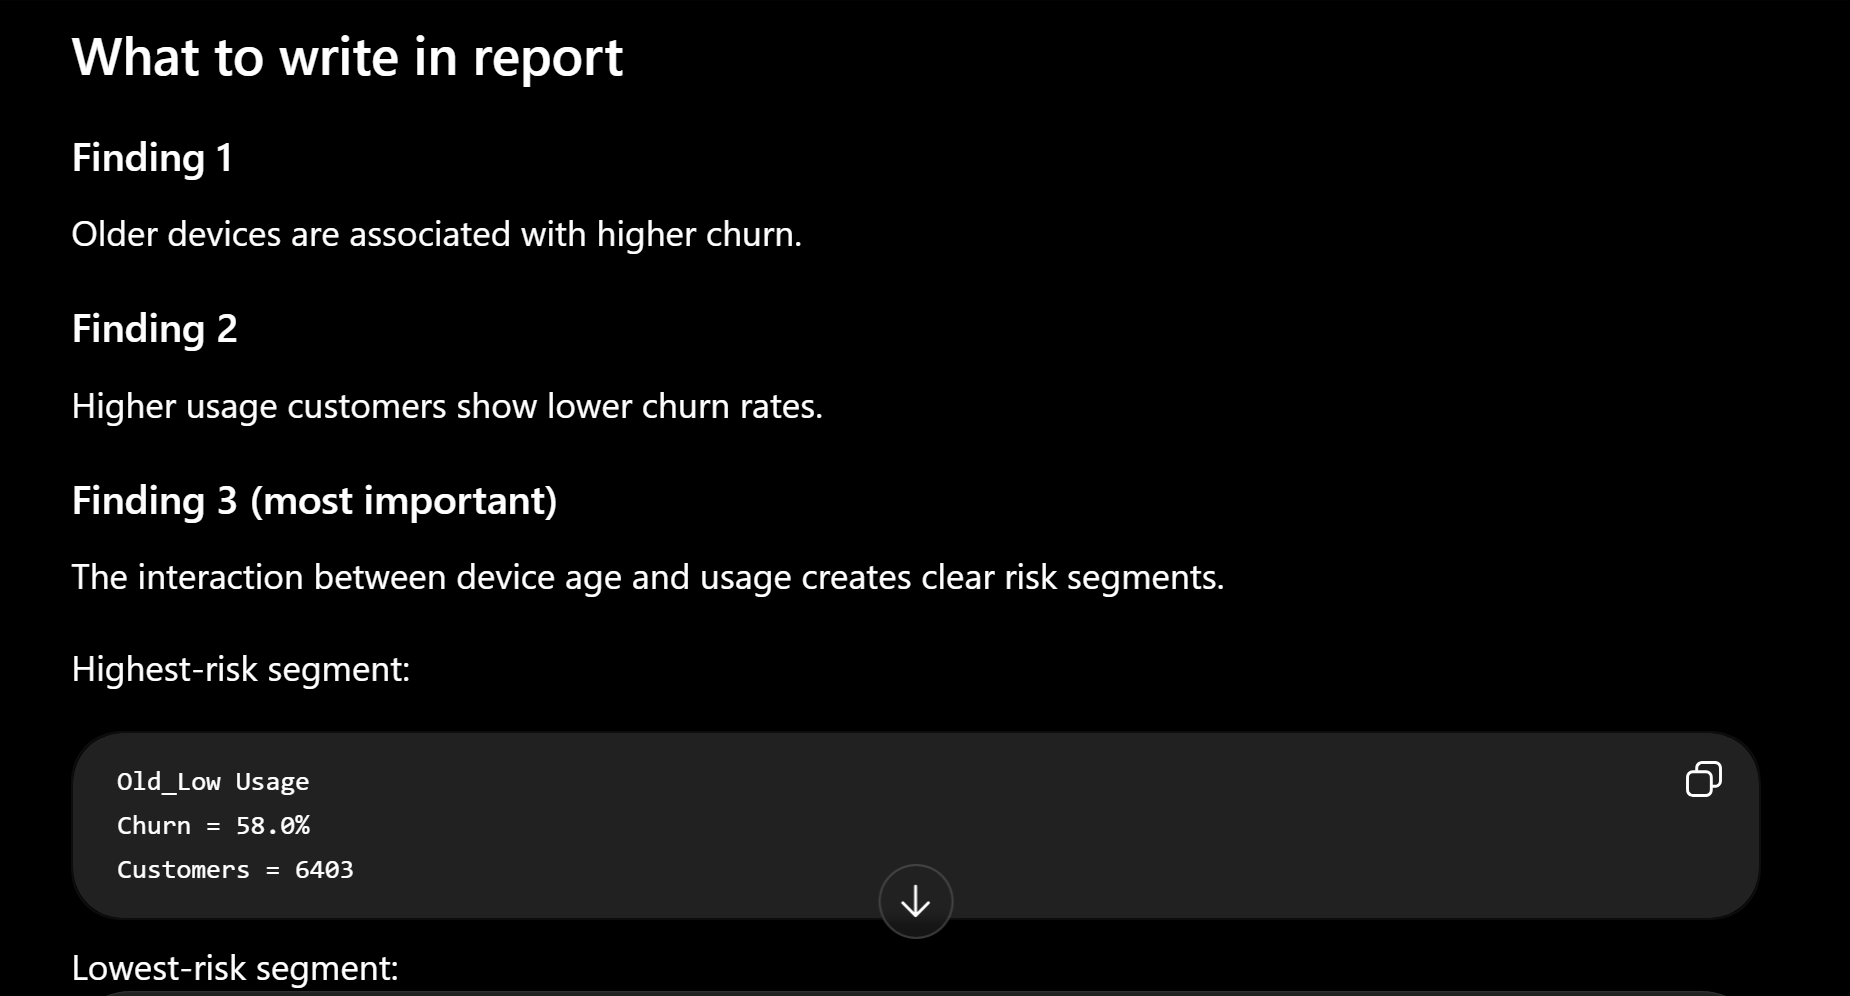 What to write in report
Finding 1
Older devices are associated with higher churn.
Finding 2
Higher usage customers show lower churn rates.
Finding 3 (most important)
The interaction between device age and usage creates clear risk segments.
Highest-risk segment:
Old_Low Usage
Churn = 58.0%
Customers = 6403
Lowest-risk segment: